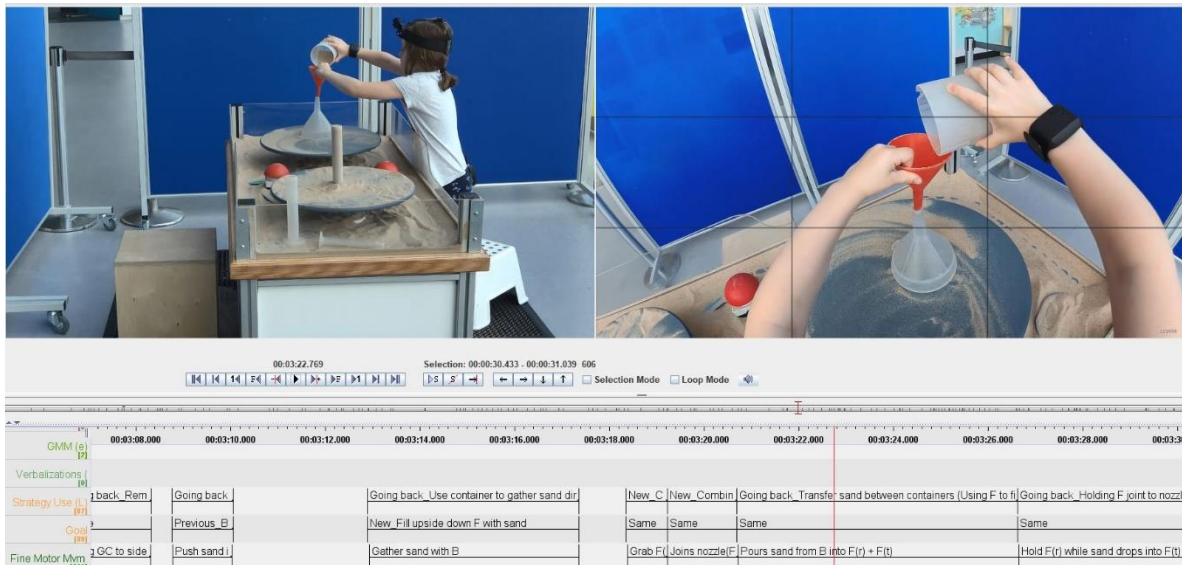 00:03:22.769 Selection: 00:00:30.433 - 00:00:31.039 606
1 F S S Selection Mode Loop Mode
00:03:08.000 00:03:10.000 00:03:12.000 00:03:14.000 00:03:16.000 00:03:18.000 00:03:20.000 00:03:22.000 00:03:24.000 00:03:26.000 00:03:28.000 00:03:3
GMM (e)
Verbalizations (
Strategy Use (L) g back_Rem Going back Going back_Use container to gather sand dir New_C New_Combin Going back_Transfer sand between containers (Using F to fi Going back_Holding F joint to nozzl
Goal Previous_B New_Fill upside down F with sand Same Same Same Same
Fine Motor Mvm g GC to side Push sand i Gather sand with B Grab F( Joins nozzle(F Pours sand from B into F(r) + F(t) Hold F(r) while sand drops into F(t)